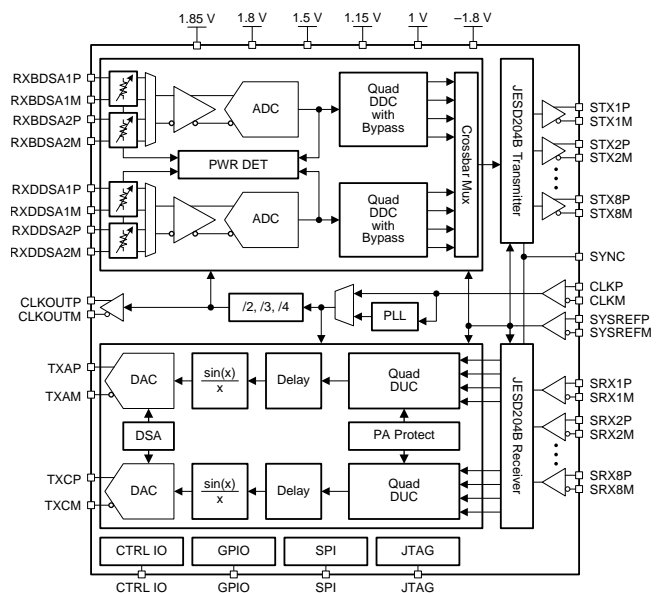 1.85 V
1.8 V
1.5 V
1.15 V
1 V
–1.8 V
RXBDSA1P
RXBDSA1M
RXBDSA2P
RXBDSA2M
ADC
Quad
DDC
with
Bypass
PWR DET
Crossbar Mux
JESD204B Transmitter
STX1P
STX1M
STX2P
STX2M
STX8P
STX8M
RXDDSA1P
RXDDSA1M
RXDDSA2P
RXDDSA2M
ADC
Quad
DDC
with
Bypass
SYNC
CLKOUTP
CLKOUTM
/2, /3, /4
PLL
CLKP
CLKM
SYSREFP
SYSREFM
TXAP
TXAM
DAC
sin(x)
x
Delay
Quad
DUC
DSA
PA Protect
JESD204B Receiver
SRX1P
SRX1M
SRX2P
SRX2M
SRX8P
SRX8M
TXCP
TXCM
DAC
sin(x)
x
Delay
Quad
DUC
CTRL IO
GPIO
SPI
JTAG
CTRL IO
GPIO
SPI
JTAG